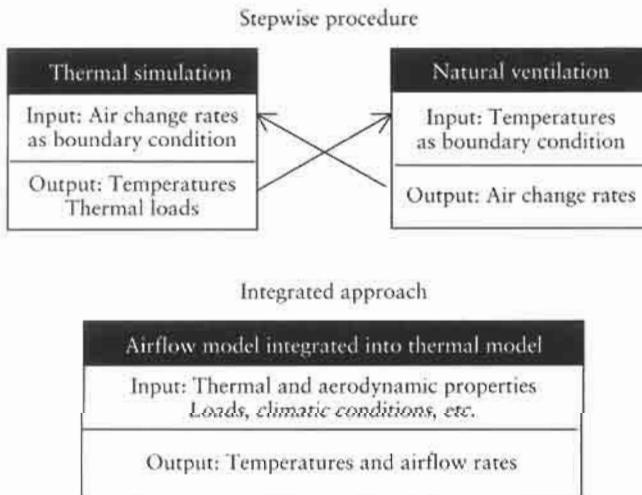 Stepwise procedure
Thermal simulation
Input: Air change rates
as boundary condition
Output: Temperatures
Thermal loads
Natural ventilation
Input: Temperatures
as boundary condition
Output: Air change rates
Integrated approach
Airflow model integrated into thermal model
Input: Thermal and aerodynamic properties
Loads, climatic conditions, etc.
Output: Temperatures and airflow rates